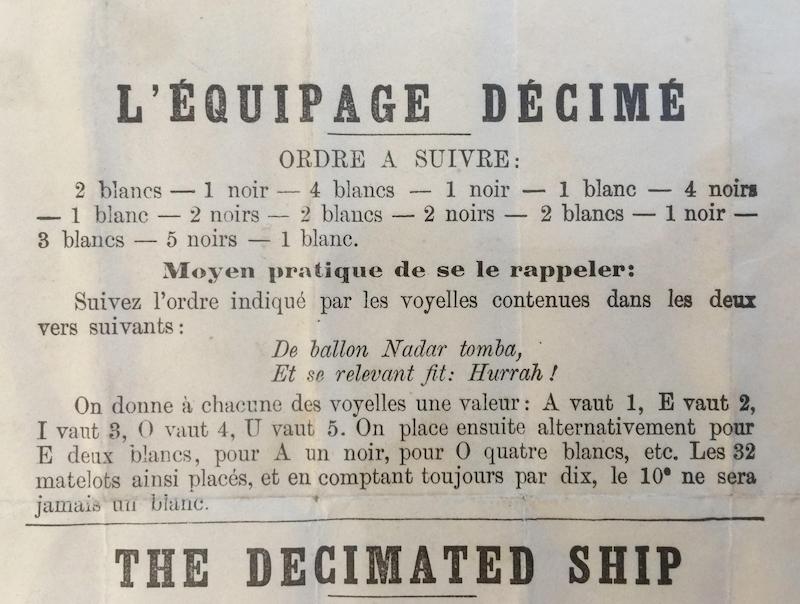 L'ÉQUIPAGE DÉCIMÉ
ORDRE A SUIVRE:
2 blancs — 1 noir — 4 blancs — 1 noir — 1 blanc — 4 noirs
— 1 blanc — 2 noirs — 2 blancs — 2 noirs — 2 blancs — 1 noir —
3 blancs — 5 noirs — 1 blanc.
Moyen pratique de se le rappeler:
Suivez l'ordre indiqué par les voyelles contenues dans les deux
vers suivants:
De ballon Nadar tomba,
Et se relevant fit: Hurrah!
On donne à chacune des voyelles une valeur: A vaut 1, E vaut 2,
I vaut 3, O vaut 4, U vaut 5. On place ensuite alternativement pour
E deux blancs, pour A un noir, pour O quatre blancs, etc. Les 32
matelots ainsi placés, et en comptant toujours par dix, le 10e ne sera
jamais un blanc.
THE DECIMATED SHIP